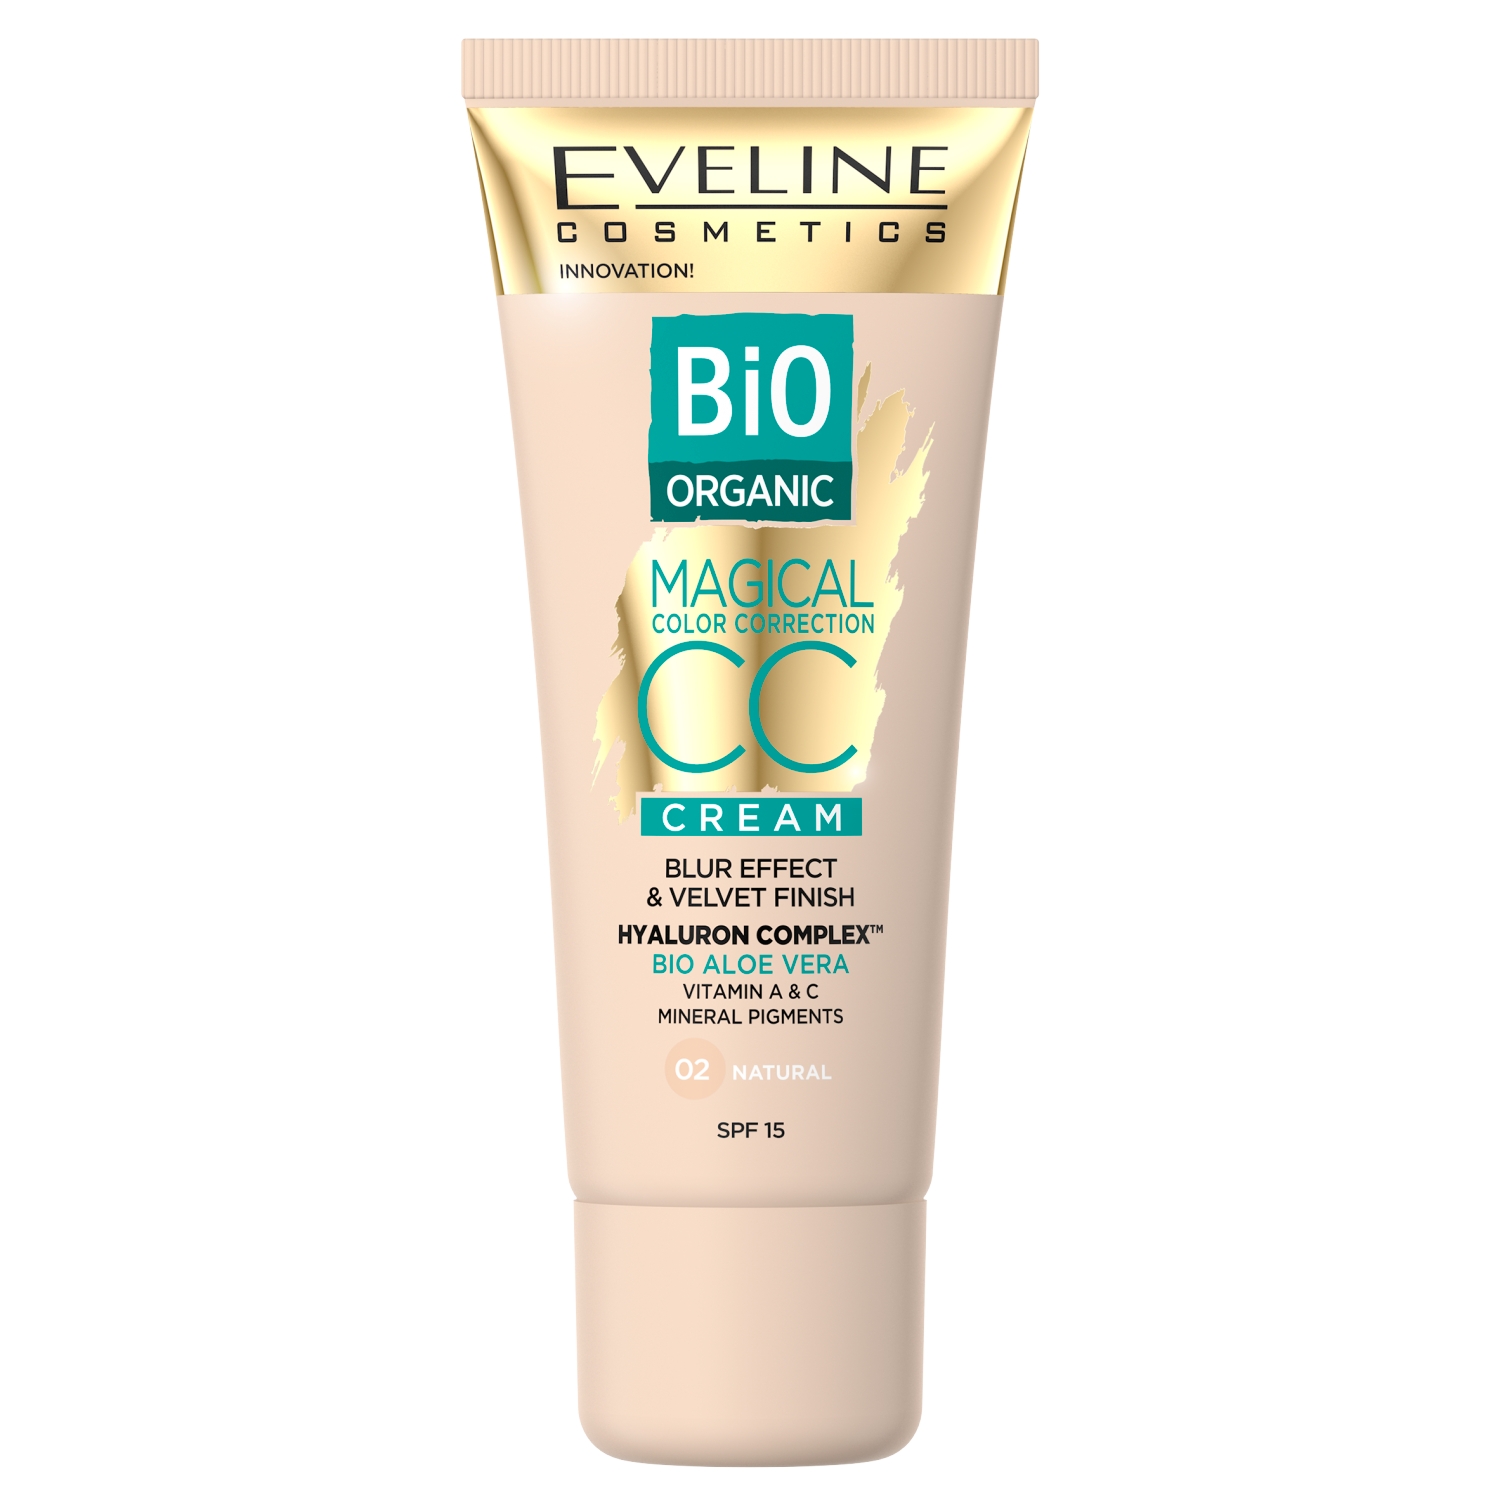 EVELINE
COSMETICS
INNOVATION!
BiO
ORGANIC
MAGICAL
COLOR CORRECTION
CC
CREAM
BLUR EFFECT
& VELVET FINISH
HYALURON COMPLEX™
BIO ALOE VERA
VITAMIN A & C
MINERAL PIGMENTS
02 NATURAL
SPF 15